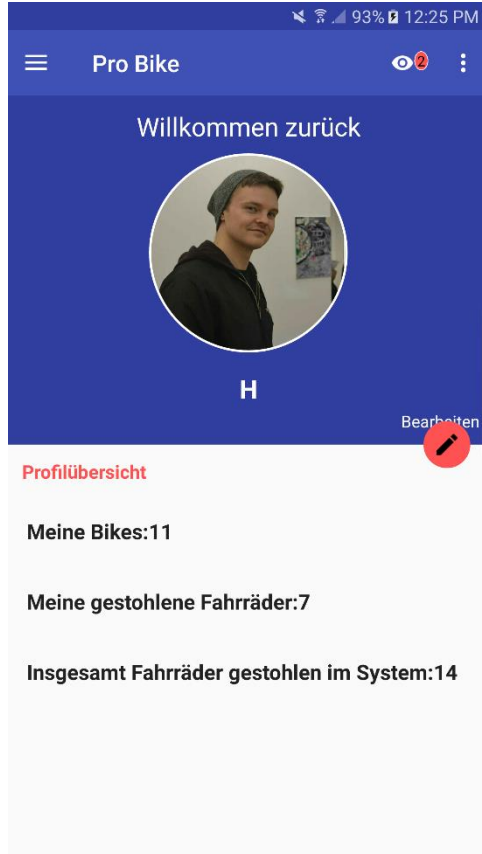 93% 12:25 PM
Pro Bike
2
Willkommen zurück
H
Bearbeiten
Profilübersicht
Meine Bikes:11
Meine gestohlene Fahrräder:7
Insgesamt Fahrräder gestohlen im System:14